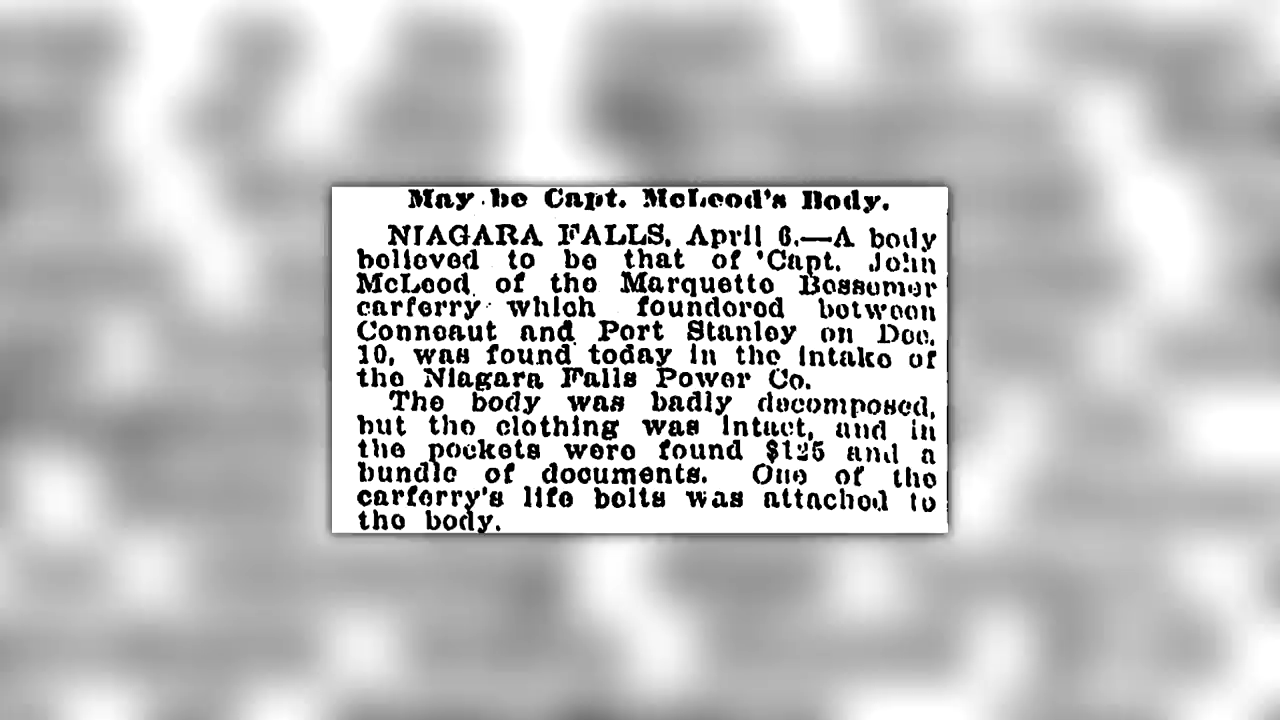 May be Capt. McLeod's Body.
NIAGARA FALLS, April 6.—A body
believed to be that of 'Capt. John
McLeod of the Marquette Bessemer
carferry which foundered between
Conneaut and Port Stanley on Dec.
10, was found today in the intake of
the Niagara Falls Power Co.
The body was badly decomposed,
but the clothing was intact, and in
the pockets were found $125 and a
bundle of documents. One of the
carferry's life belts was attached to
the body.